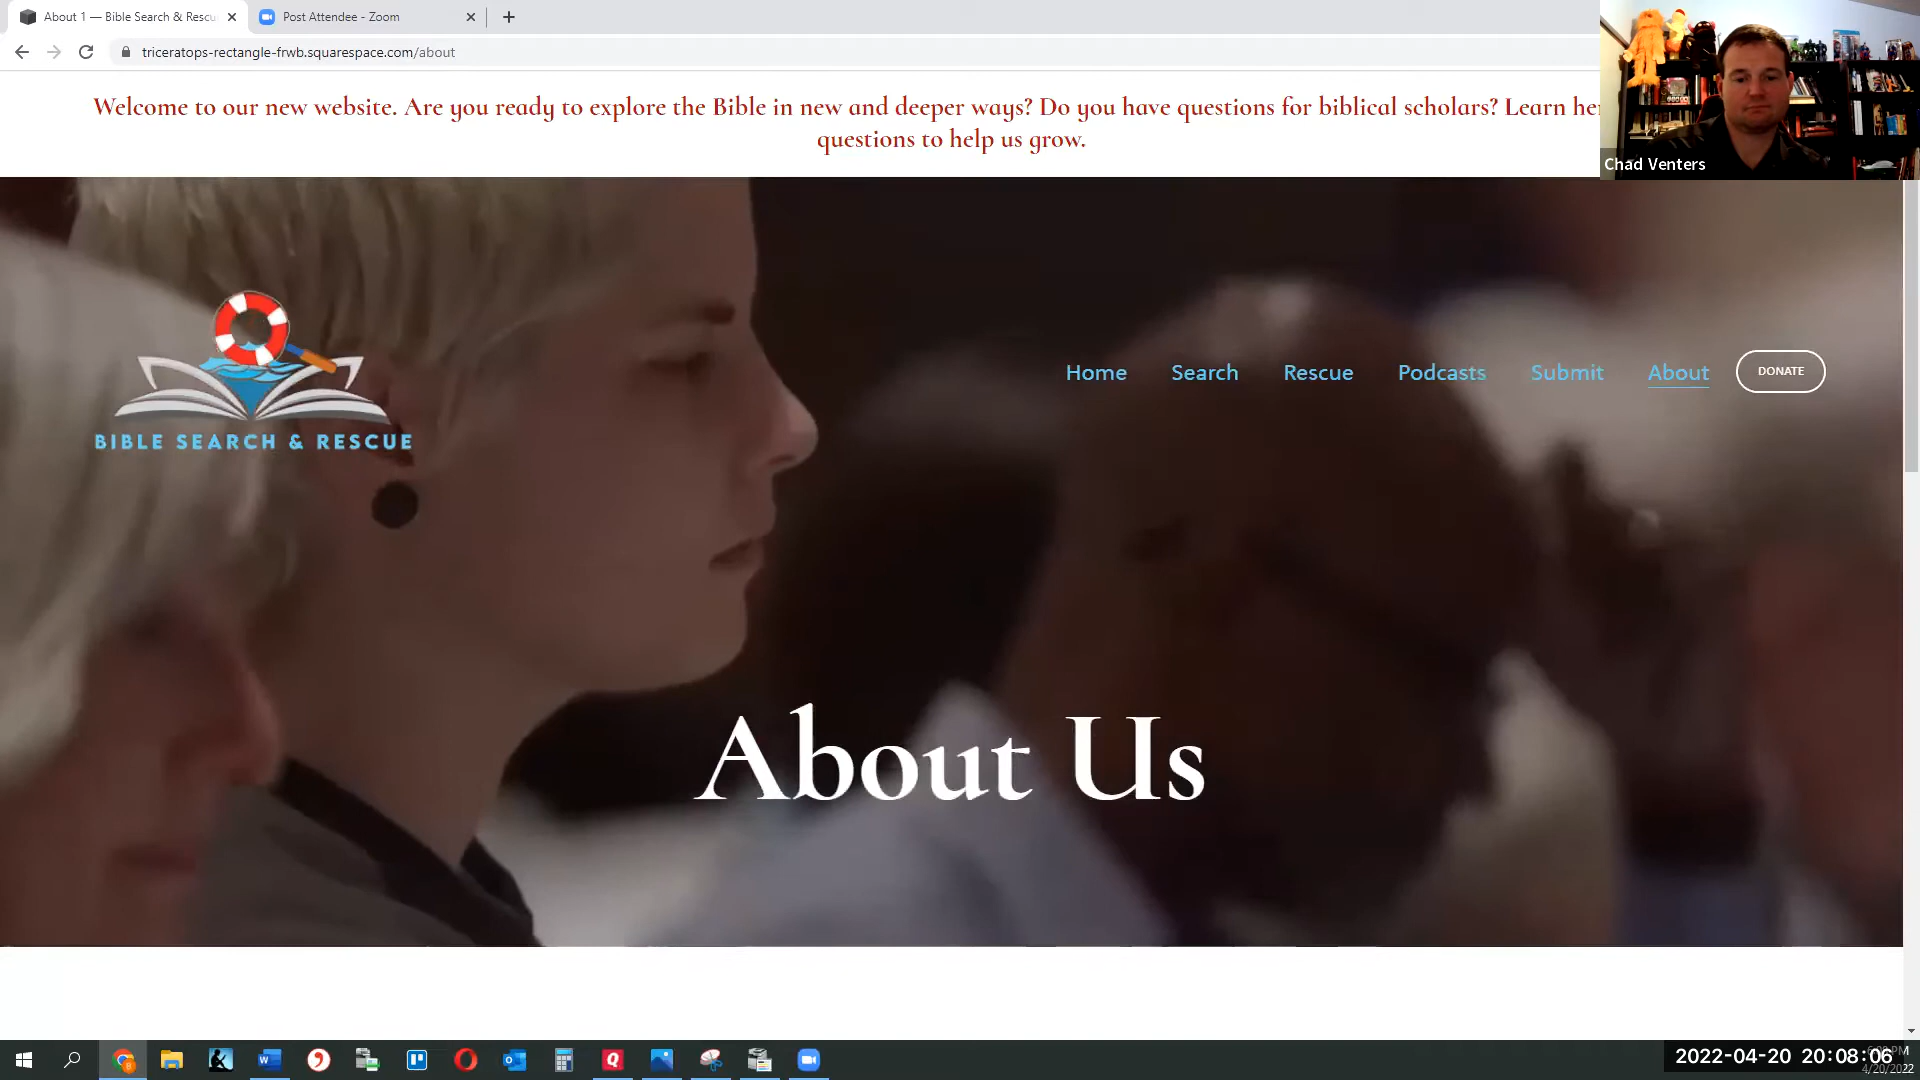 About 1 — Bible Search & Rescu
Post Attendee - Zoom
triceratops-rectangle-frwb.squarespace.com/about
Welcome to our new website. Are you ready to explore the Bible in new and deeper ways? Do you have questions for biblical scholars? Learn her
questions to help us grow.
Chad Venters
BIBLE SEARCH & RESCUE
Home Search Rescue Podcasts Submit About DONATE
About Us
2022-04-20 20:08:06
4/20/2022